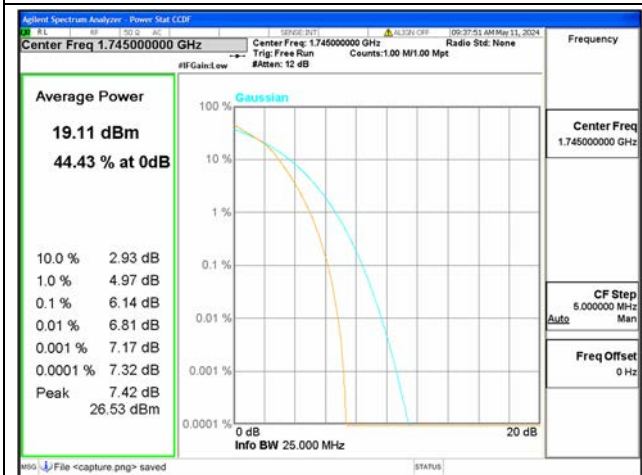 Agilent Spectrum Analyzer - Power Stat CCDF
RL RF 50 Ω AC SENSE:INT ALIGN OFF 09:37:51 AM May 11, 2024
Center Freq 1.745000000 GHz
Center Freq: 1.745000000 GHz Radio Std: None
Trig: Free Run Counts:1.00 M/1.00 Mpt
#IFGain:Low #Atten: 12 dB
Frequency
Average Power
19.11 dBm
44.43 % at 0dB
10.0 % 2.93 dB
1.0 % 4.97 dB
0.1 % 6.14 dB
0.01 % 6.81 dB
0.001 % 7.17 dB
0.0001 % 7.32 dB
Peak 7.42 dB
26.53 dBm
Gaussian
100 %
10 %
1 %
0.1 %
0.01 %
0.001 %
0.0001 %
0 dB 20 dB
Info BW 25.000 MHz
Center Freq
1.745000000 GHz
CF Step
5.000000 MHz
Auto Man
Freq Offset
0 Hz
MSG File <capture.png> saved STATUS